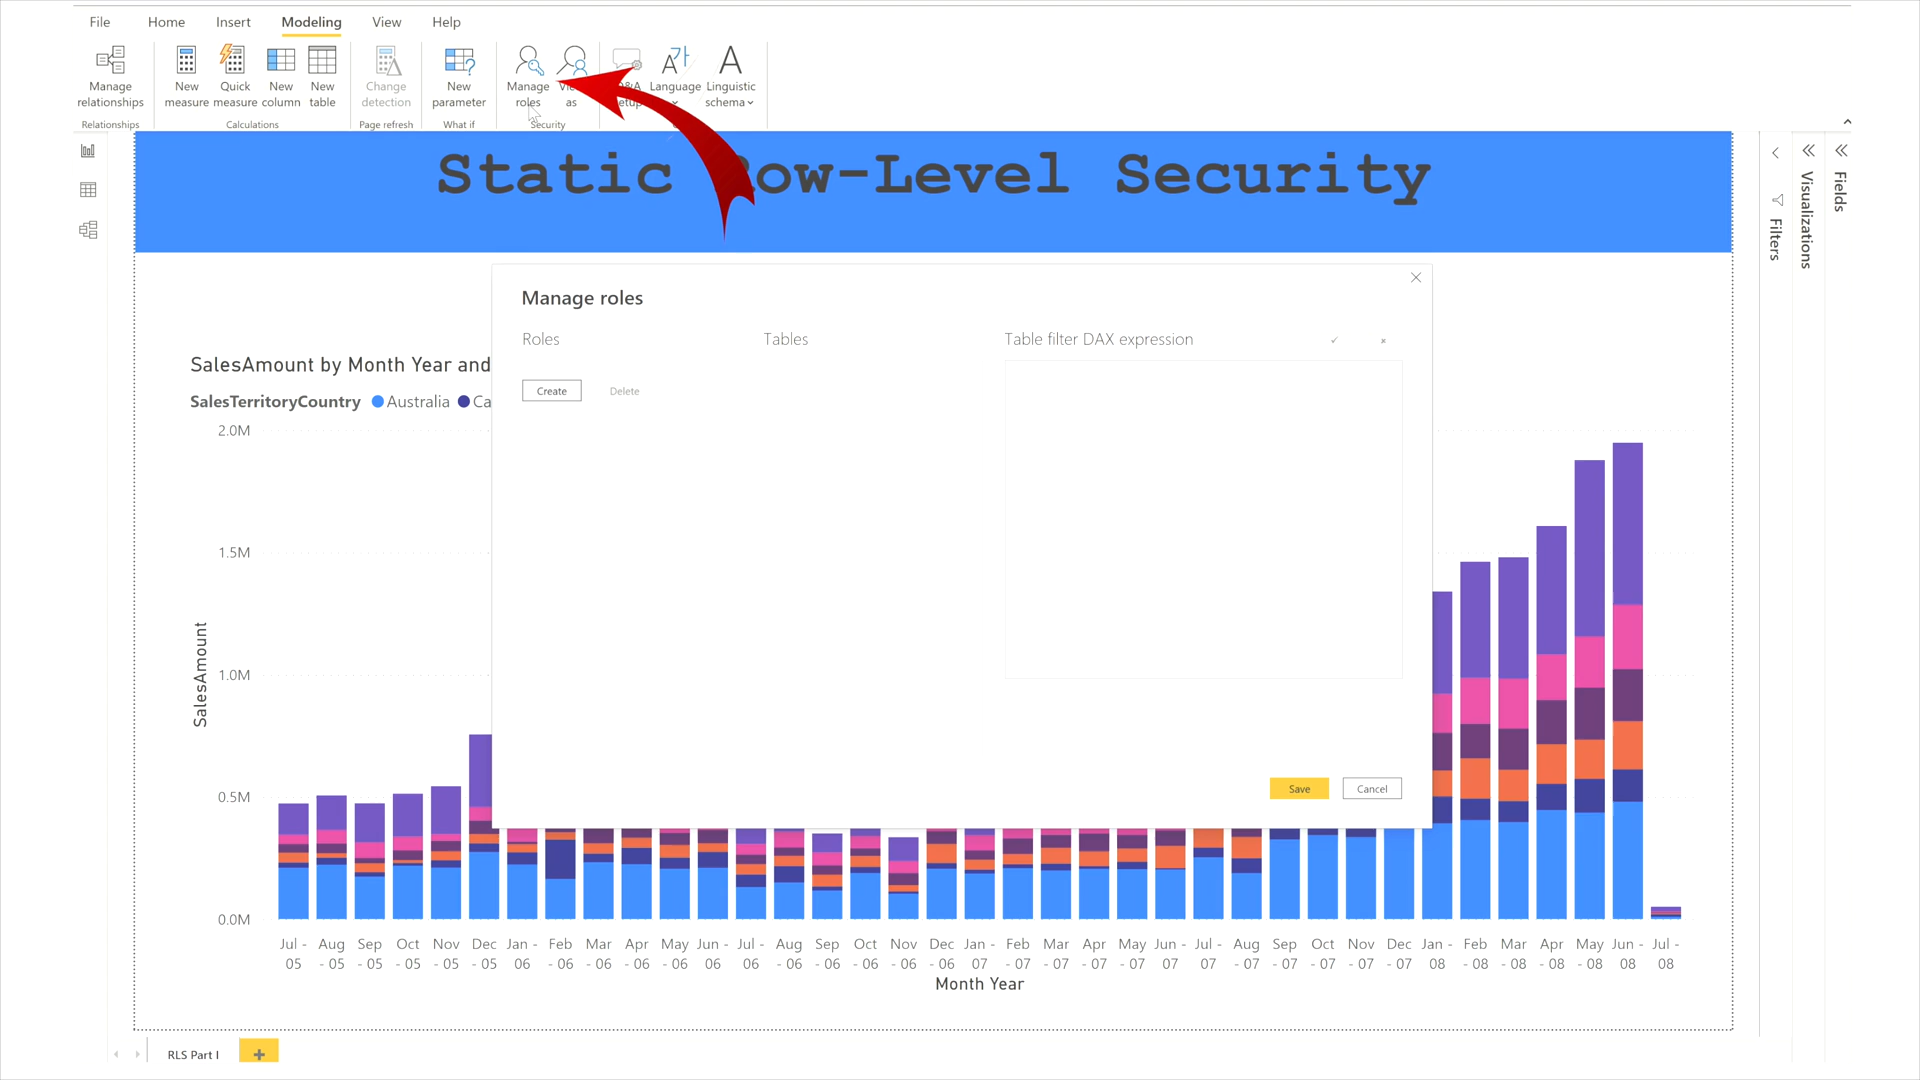 File Home Insert Modeling View Help
Manage relationships
New measure
Quick measure
New column
New table
Change detection
New parameter
Manage roles
as
Language
Linguistic schema
Relationships Calculations Page refresh What if Security
Static Row-Level Security
Filters
Visualizations
Fields
Manage roles
Roles Tables Table filter DAX expression
Create Delete
Save Cancel
SalesAmount by Month Year and
SalesTerritoryCountry Australia Ca
2.0M
1.5M
1.0M
0.5M
0.0M
SalesAmount
Jul - Aug Sep Oct Nov Dec Jan - Feb Mar Apr May Jun - Jul - Aug Sep Oct Nov Dec Jan - Feb Mar Apr May Jun - Jul - Aug Sep Oct Nov Dec Jan - Feb Mar Apr May Jun - Jul -
05 - 05 - 05 - 05 - 05 - 05 06 - 06 - 06 - 06 - 06 06 06 - 06 - 06 - 06 - 06 - 06 07 - 07 - 07 - 07 - 07 07 07 - 07 - 07 - 07 - 07 - 07 08 - 08 - 08 - 08 - 08 08 08
Month Year
RLS Part I